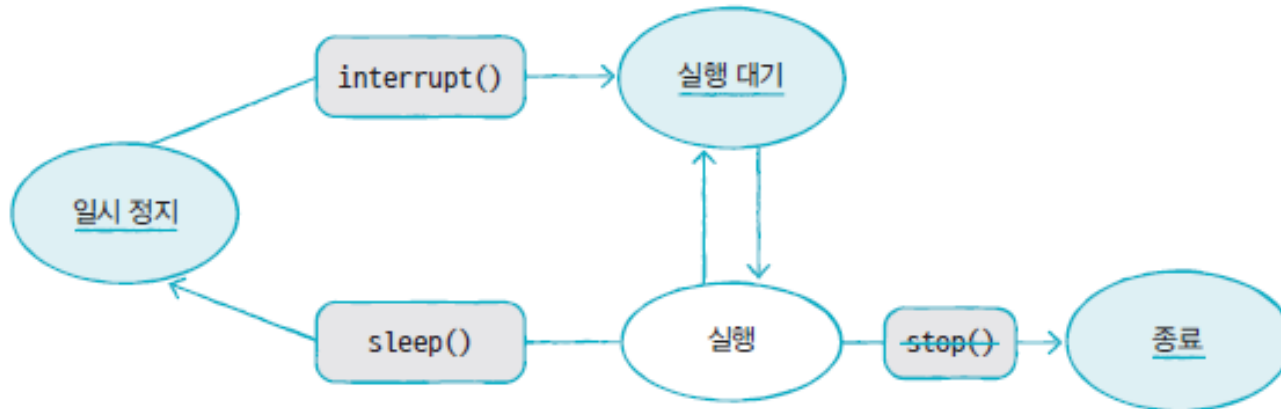 interrupt()
실행 대기
일시 정지
sleep()
실행
stop()
종료